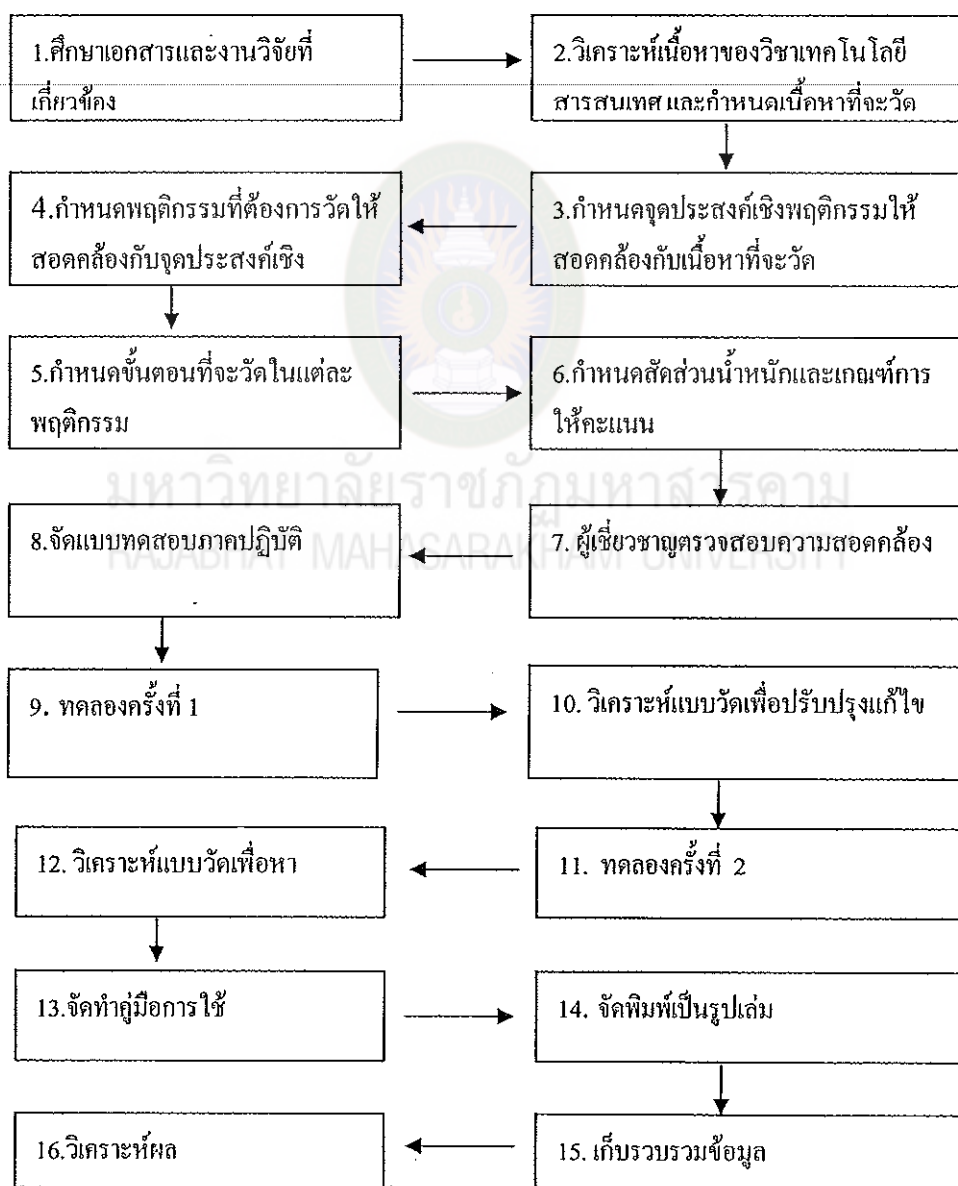 1.ศึกษาเอกสารและงานวิจัยที่
เกี่ยวข้อง
2.วิเคราะห์เนื้อหาของวิชาเทคโนโลยี
สารสนเทศ และกำหนดเนื้อหาที่จะวัด
3.กำหนดจุดประสงค์เชิงพฤติกรรมให้
สอดคล้องกับเนื้อหาที่จะวัด
4.กำหนดพฤติกรรมที่ต้องการวัดให้
สอดคล้องกับจุดประสงค์เชิง
5.กำหนดขั้นตอนที่จะวัดในแต่ละ
พฤติกรรม
6.กำหนดสัดส่วนน้ำหนักและเกณฑ์การ
ให้คะแนน
มหาวิทยาลัยราชภัฏมหาสารคาม
RAJABHAT MAHASARAKHAM UNIVERSITY
7. ผู้เชี่ยวชาญตรวจสอบความสอดคล้อง
8.จัดแบบทดสอบภาคปฏิบัติ
9. ทดลองครั้งที่ 1
10. วิเคราะห์แบบวัดเพื่อปรับปรุงแก้ไข
11. ทดลองครั้งที่ 2
12. วิเคราะห์แบบวัดเพื่อหา
13.จัดทำคู่มือการใช้
14. จัดพิมพ์เป็นรูปเล่ม
15. เก็บรวบรวมข้อมูล
16.วิเคราะห์ผล